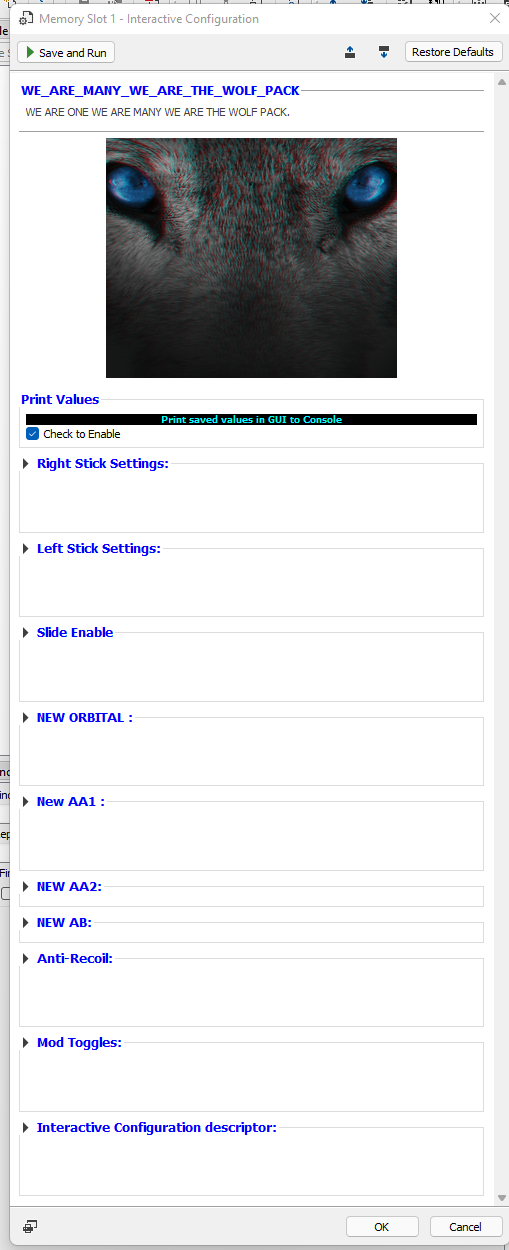 Memory Slot 1 - Interactive Configuration
Save and Run
Restore Defaults
WE_ARE_MANY_WE_ARE_THE_WOLF_PACK
WE ARE ONE WE ARE MANY WE ARE THE WOLF PACK.
Print Values
Print saved values in GUI to Console
Check to Enable
Right Stick Settings:
Left Stick Settings:
Slide Enable
NEW ORBITAL :
New AA1 :
NEW AA2:
NEW AB:
Anti-Recoil:
Mod Toggles:
Interactive Configuration descriptor:
OK
Cancel